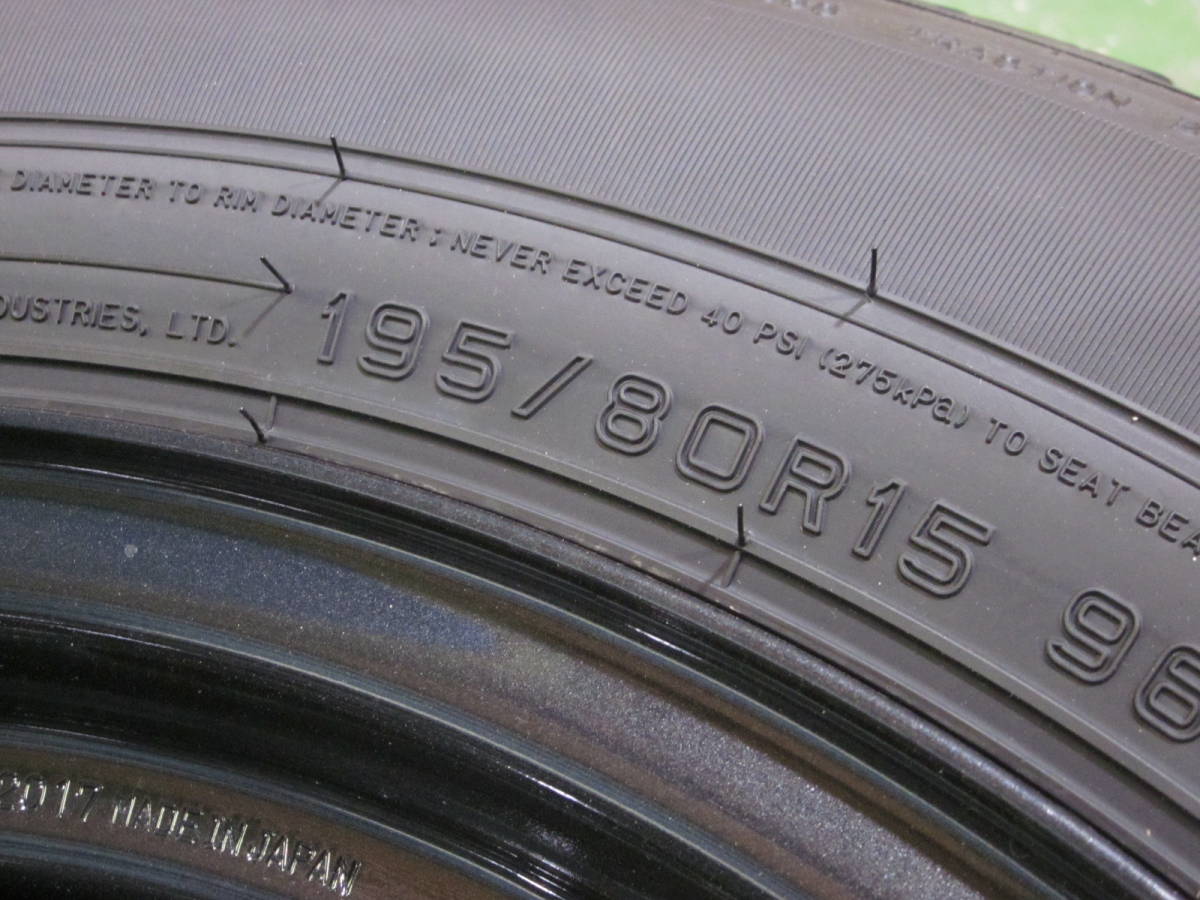 TRACTION
DIAMETER TO RIM DIAMETER : NEVER EXCEED 40 PSI (275kPa) TO SEAT BEA
DUSTRIES, LTD.
195/80R15 96
2017 MADE IN JAPAN